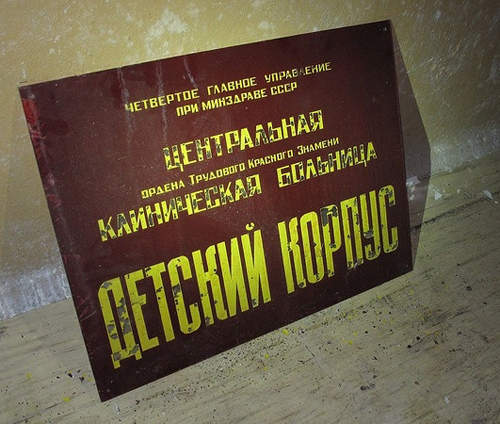 ЧЕТВЕРТОЕ ГЛАВНОЕ УПРАВЛЕНИЕ
ПРИ МИНЗДРАВЕ СССР
ЦЕНТРАЛЬНАЯ
ОРДЕНА ТРУДОВОГО КРАСНОГО ЗНАМЕНИ
КЛИНИЧЕСКАЯ БОЛЬНИЦА
ДЕТСКИЙ КОРПУС